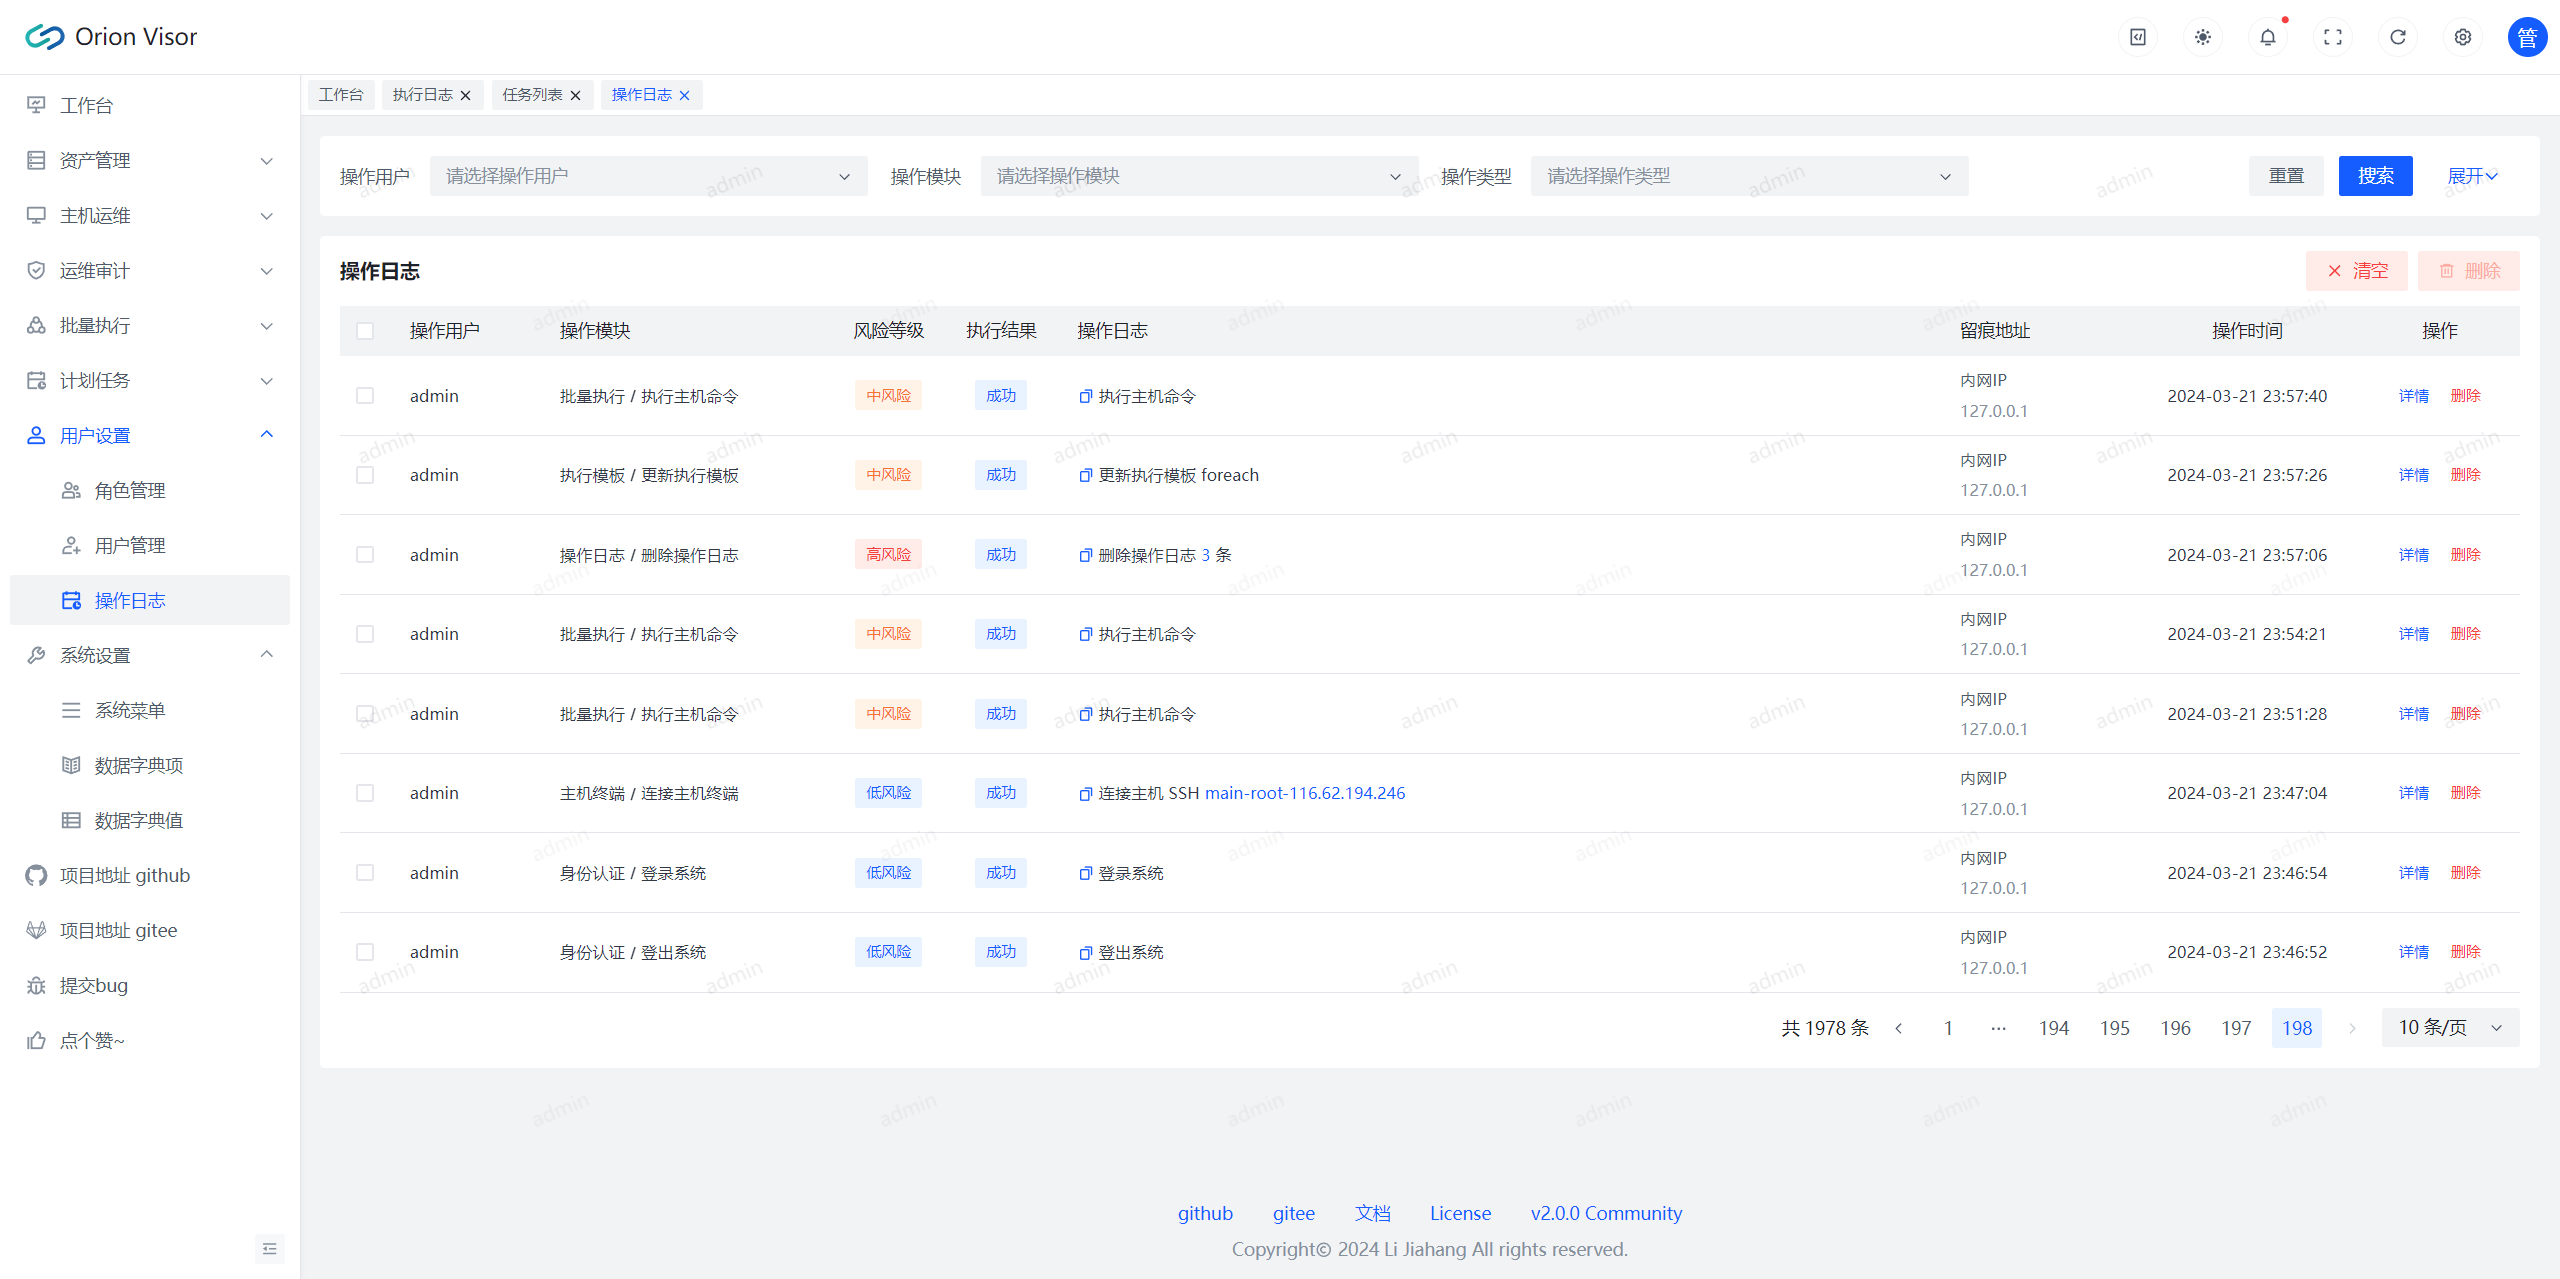 Orion Visor
管
工作台
执行日志
任务列表
操作日志
工作台
资产管理
主机运维
运维审计
批量执行
计划任务
用户设置
角色管理
用户管理
操作日志
系统设置
系统菜单
数据字典项
数据字典值
项目地址 github
项目地址 gitee
提交bug
点个赞~
操作用户 请选择操作用户 操作模块 请选择操作模块 操作类型 请选择操作类型 重置 搜索 展开
操作日志 清空 删除
操作用户 操作模块 风险等级 执行结果 操作日志 留痕地址 操作时间 操作
admin 批量执行 / 执行主机命令 中风险 成功 执行主机命令 内网IP 127.0.0.1 2024-03-21 23:57:40 详情 删除
admin 执行模板 / 更新执行模板 中风险 成功 更新执行模板 foreach 内网IP 127.0.0.1 2024-03-21 23:57:26 详情 删除
admin 操作日志 / 删除操作日志 高风险 成功 删除操作日志 3 条 内网IP 127.0.0.1 2024-03-21 23:57:06 详情 删除
admin 批量执行 / 执行主机命令 中风险 成功 执行主机命令 内网IP 127.0.0.1 2024-03-21 23:54:21 详情 删除
admin 批量执行 / 执行主机命令 中风险 成功 执行主机命令 内网IP 127.0.0.1 2024-03-21 23:51:28 详情 删除
admin 主机终端 / 连接主机终端 低风险 成功 连接主机 SSH main-root-116.62.194.246 内网IP 127.0.0.1 2024-03-21 23:47:04 详情 删除
admin 身份认证 / 登录系统 低风险 成功 登录系统 内网IP 127.0.0.1 2024-03-21 23:46:54 详情 删除
admin 身份认证 / 登出系统 低风险 成功 登出系统 内网IP 127.0.0.1 2024-03-21 23:46:52 详情 删除
共 1978 条 1 ··· 194 195 196 197 198 10 条/页
github gitee 文档 License v2.0.0 Community
Copyright© 2024 Li Jiahang All rights reserved.